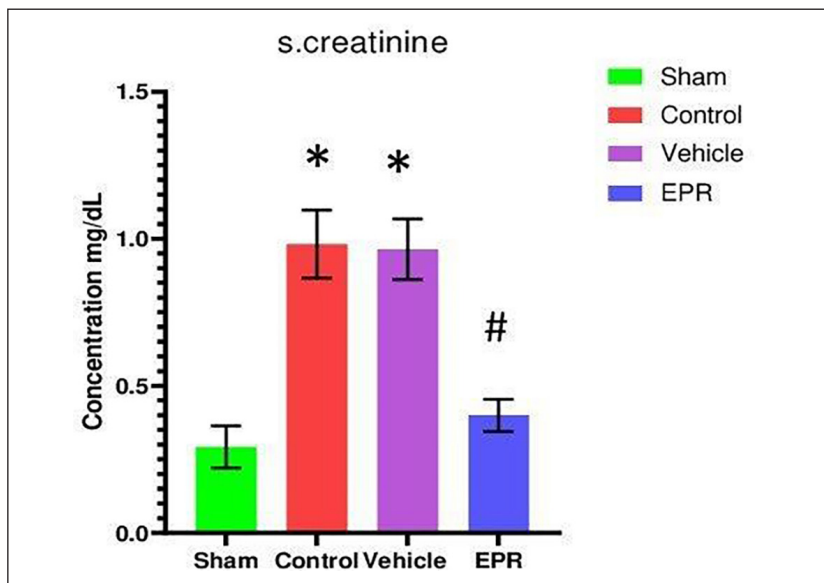 s.creatinine
Sham
Control
Vehicle
EPR
Concentration mg/dL
1.5
1.0
0.5
0.0
*
*
#
Sham Control Vehicle EPR